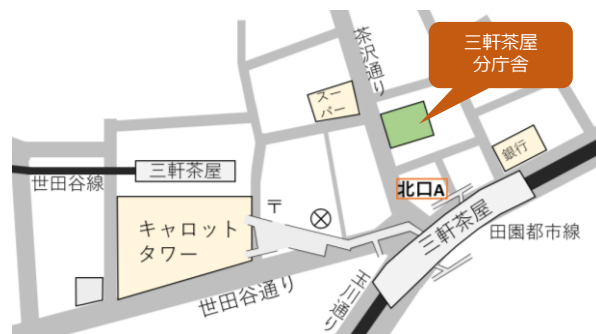 三軒茶屋
分庁舎
茶沢通り
スー
パー
銀行
三軒茶屋
世田谷線
北口A
〒
キャロット
タワー
三軒茶屋
田園都市線
世田谷通り
玉川通り